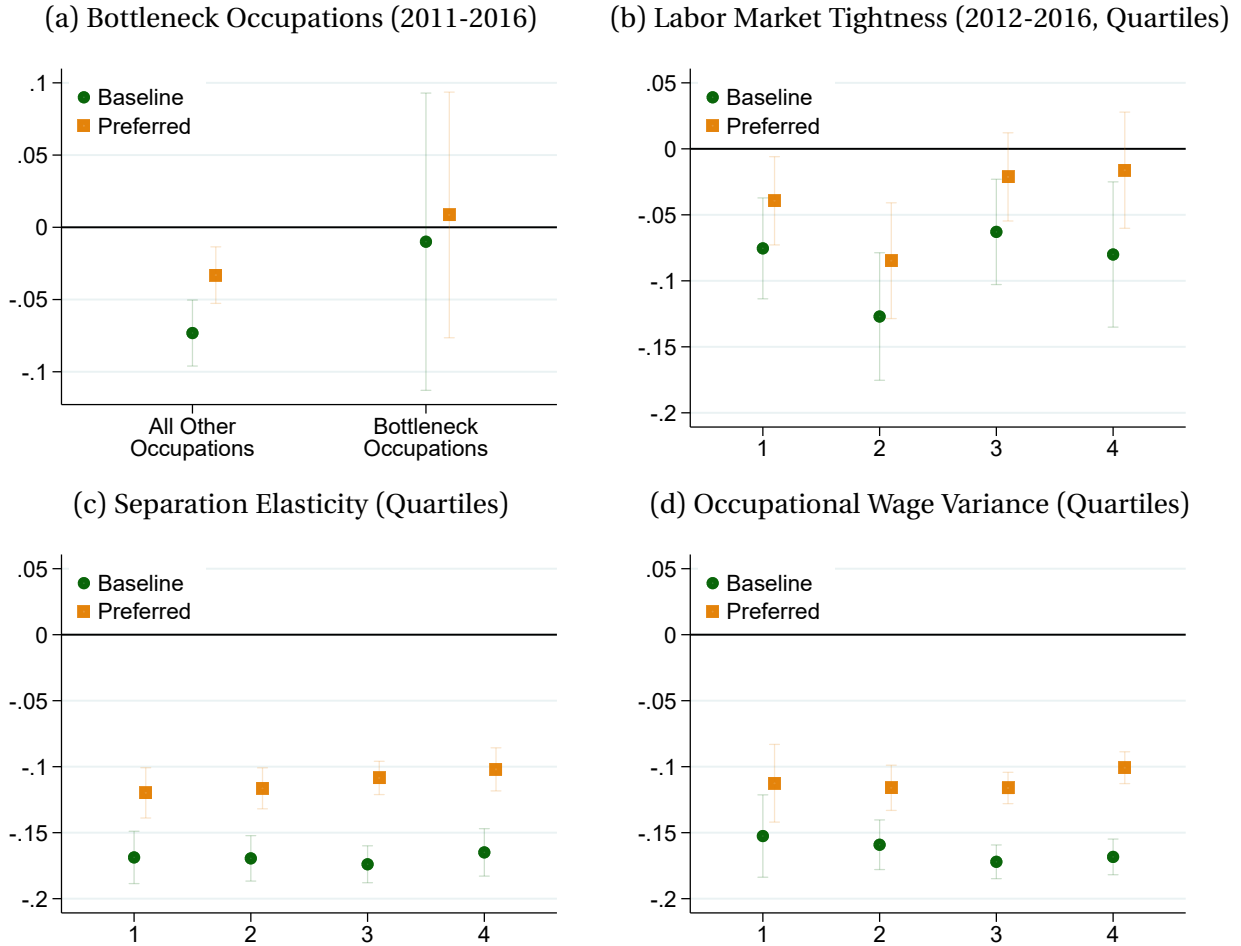 (a) Bottleneck Occupations (2011-2016)
Baseline
Preferred
.1
.05
0
-.05
-.1
All Other
Occupations
Bottleneck
Occupations
(b) Labor Market Tightness (2012-2016, Quartiles)
Baseline
Preferred
.05
0
-.05
-.1
-.15
-.2
1 2 3 4
(c) Separation Elasticity (Quartiles)
Baseline
Preferred
.05
0
-.05
-.1
-.15
-.2
1 2 3 4
(d) Occupational Wage Variance (Quartiles)
Baseline
Preferred
.05
0
-.05
-.1
-.15
-.2
1 2 3 4